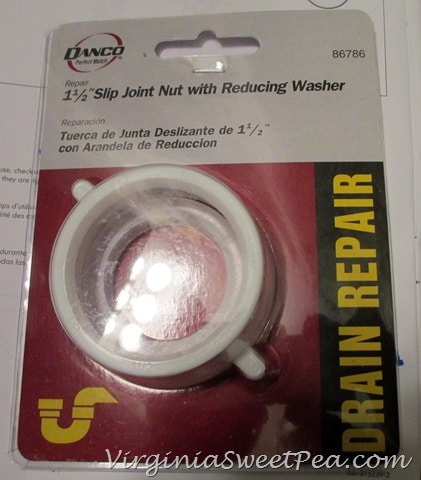 DANCO
Perfect Match
86786
Repair
1½" Slip Joint Nut with Reducing Washer
Reparación
Tuerca de Junta Deslizante de 1½"
con Arandela de Reduccion
DRAIN REPAIR
VirginiaSweetPea.com